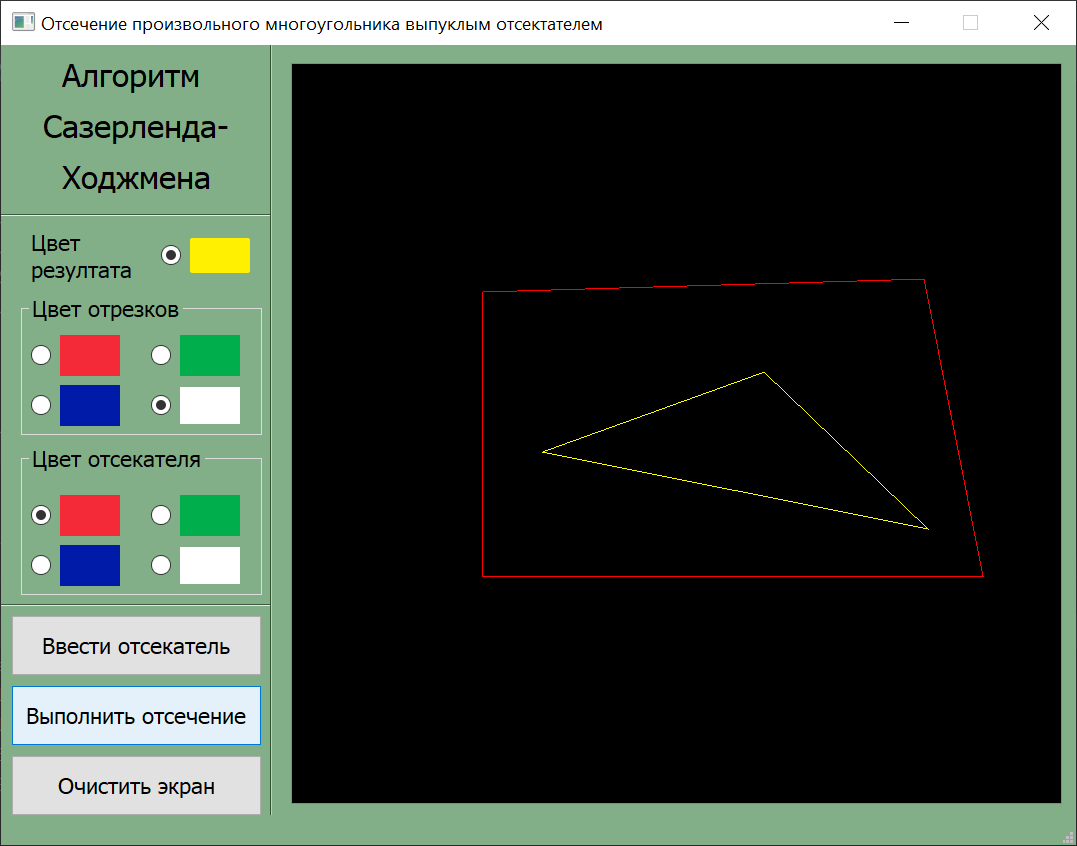 Отсечение произвольного многоугольника выпуклым отсектателем
Алгоритм
Сазерленда-
Ходжмена
Цвет
резултата
Цвет отрезков
Цвет отсекателя
Ввести отсекатель
Выполнить отсечение
Очистить экран